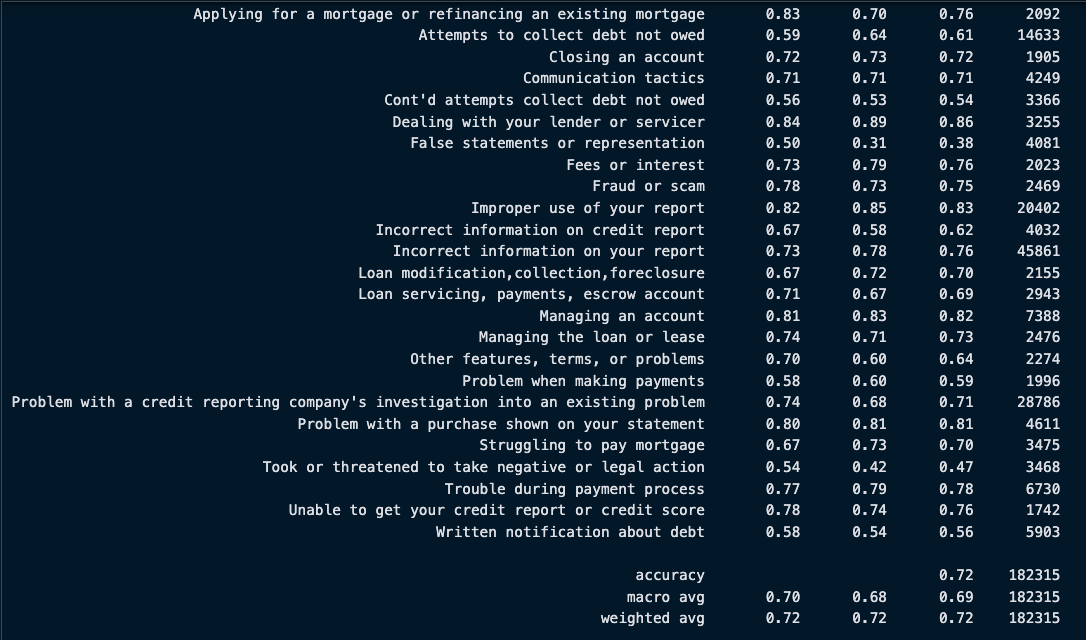 Applying for a mortgage or refinancing an existing mortgage 0.83 0.70 0.76 2092
Attempts to collect debt not owed 0.59 0.64 0.61 14633
Closing an account 0.72 0.73 0.72 1905
Communication tactics 0.71 0.71 0.71 4249
Cont'd attempts collect debt not owed 0.56 0.53 0.54 3366
Dealing with your lender or servicer 0.84 0.89 0.86 3255
False statements or representation 0.50 0.31 0.38 4081
Fees or interest 0.73 0.79 0.76 2023
Fraud or scam 0.78 0.73 0.75 2469
Improper use of your report 0.82 0.85 0.83 20402
Incorrect information on credit report 0.67 0.58 0.62 4032
Incorrect information on your report 0.73 0.78 0.76 45861
Loan modification,collection,foreclosure 0.67 0.72 0.70 2155
Loan servicing, payments, escrow account 0.71 0.67 0.69 2943
Managing an account 0.81 0.83 0.82 7388
Managing the loan or lease 0.74 0.71 0.73 2476
Other features, terms, or problems 0.70 0.60 0.64 2274
Problem when making payments 0.58 0.60 0.59 1996
Problem with a credit reporting company's investigation into an existing problem 0.74 0.68 0.71 28786
Problem with a purchase shown on your statement 0.80 0.81 0.81 4611
Struggling to pay mortgage 0.67 0.73 0.70 3475
Took or threatened to take negative or legal action 0.54 0.42 0.47 3468
Trouble during payment process 0.77 0.79 0.78 6730
Unable to get your credit report or credit score 0.78 0.74 0.76 1742
Written notification about debt 0.58 0.54 0.56 5903
accuracy 0.72 182315
macro avg 0.70 0.68 0.69 182315
weighted avg 0.72 0.72 0.72 182315